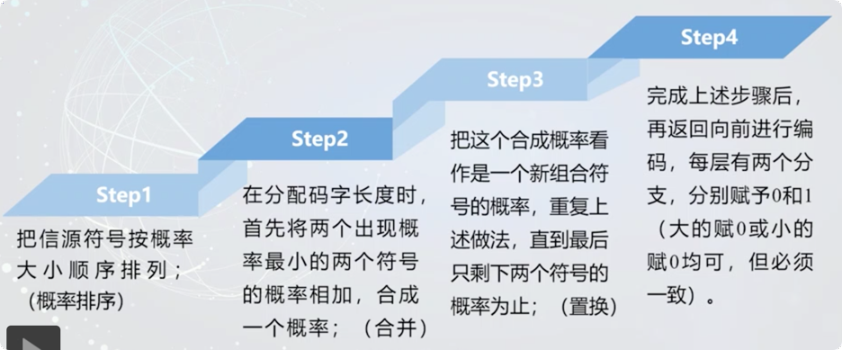 Step1
把信源符号按概率
大小顺序排列；
（概率排序）
Step2
在分配码字长度时，
首先将两个出现概
率最小的两个符号
的概率相加，合成
一个概率；（合并）
Step3
把这个合成概率看
作是一个新组合符
号的概率，重复上
述做法，直到最后
只剩下两个符号的
概率为止；（置换）
Step4
完成上述步骤后，
再返回向前进行编
码，每层有两个分
支，分别赋予0和1
（大的赋0或小的
赋0均可，但必须
一致）。